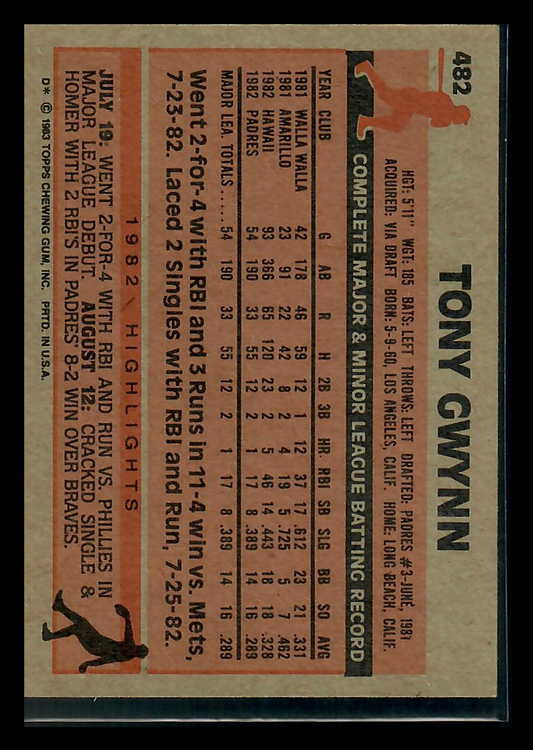 482
TONY GWYNN
HGT: 5'11" WGT: 185 BATS: LEFT THROWS: LEFT DRAFTED: PADRES #3-JUNE, 1981
ACQUIRED: VIA DRAFT BORN: 5-9-60, LOS ANGELES, CALIF. HOME: LONG BEACH, CALIF.
COMPLETE MAJOR & MINOR LEAGUE BATTING RECORD
YEAR CLUB G AB R H 2B 3B HR. RBI SB SLG BB SO AVG
1981 WALLA WALLA 42 178 46 59 12 1 12 37 17 .612 23 21 .331
1981 AMARILLO 23 91 22 42 8 2 4 19 5 .725 5 7 .462
1982 HAWAII 93 366 65 120 23 2 5 46 14 .443 18 18 .328
1982 PADRES 54 190 33 55 12 2 1 17 8 .389 14 16 .289
MAJOR LEA. TOTALS..... 54 190 33 55 12 2 1 17 8 .389 14 16 .289
Went 2-for-4 with RBI and 3 Runs in 11-4 win vs. Mets,
7-23-82. Laced 2 Singles with RBI and Run, 7-25-82.
1982 HIGHLIGHTS
JULY 19: WENT 2-FOR-4 WITH RBI AND RUN VS. PHILLIES IN
MAJOR LEAGUE DEBUT. AUGUST 12: CRACKED SINGLE &
HOMER WITH 2 RBI'S IN PADRES' 8-2 WIN OVER BRAVES.
D* © 1983 TOPPS CHEWING GUM, INC. PRTD. IN U.S.A.